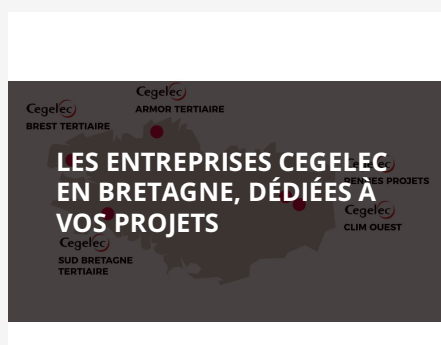 Cegelec
ARMOR TERTIAIRE
Cegelec
BREST TERTIAIRE
LES ENTREPRISES CEGELEC
EN BRETAGNE, DÉDIÉES À
VOS PROJETS
PROJETS
Cegelec
CLIM OUEST
Cegelec
SUD BRETAGNE
TERTIAIRE